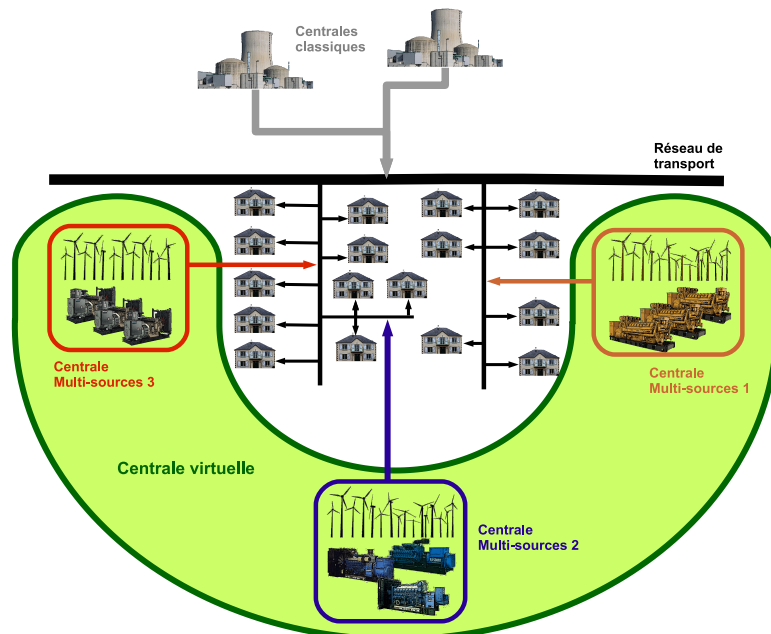 Centrales
classiques
Réseau de
transport
Centrale
Multi-sources 3
Centrale
Multi-sources 1
Centrale virtuelle
Centrale
Multi-sources 2